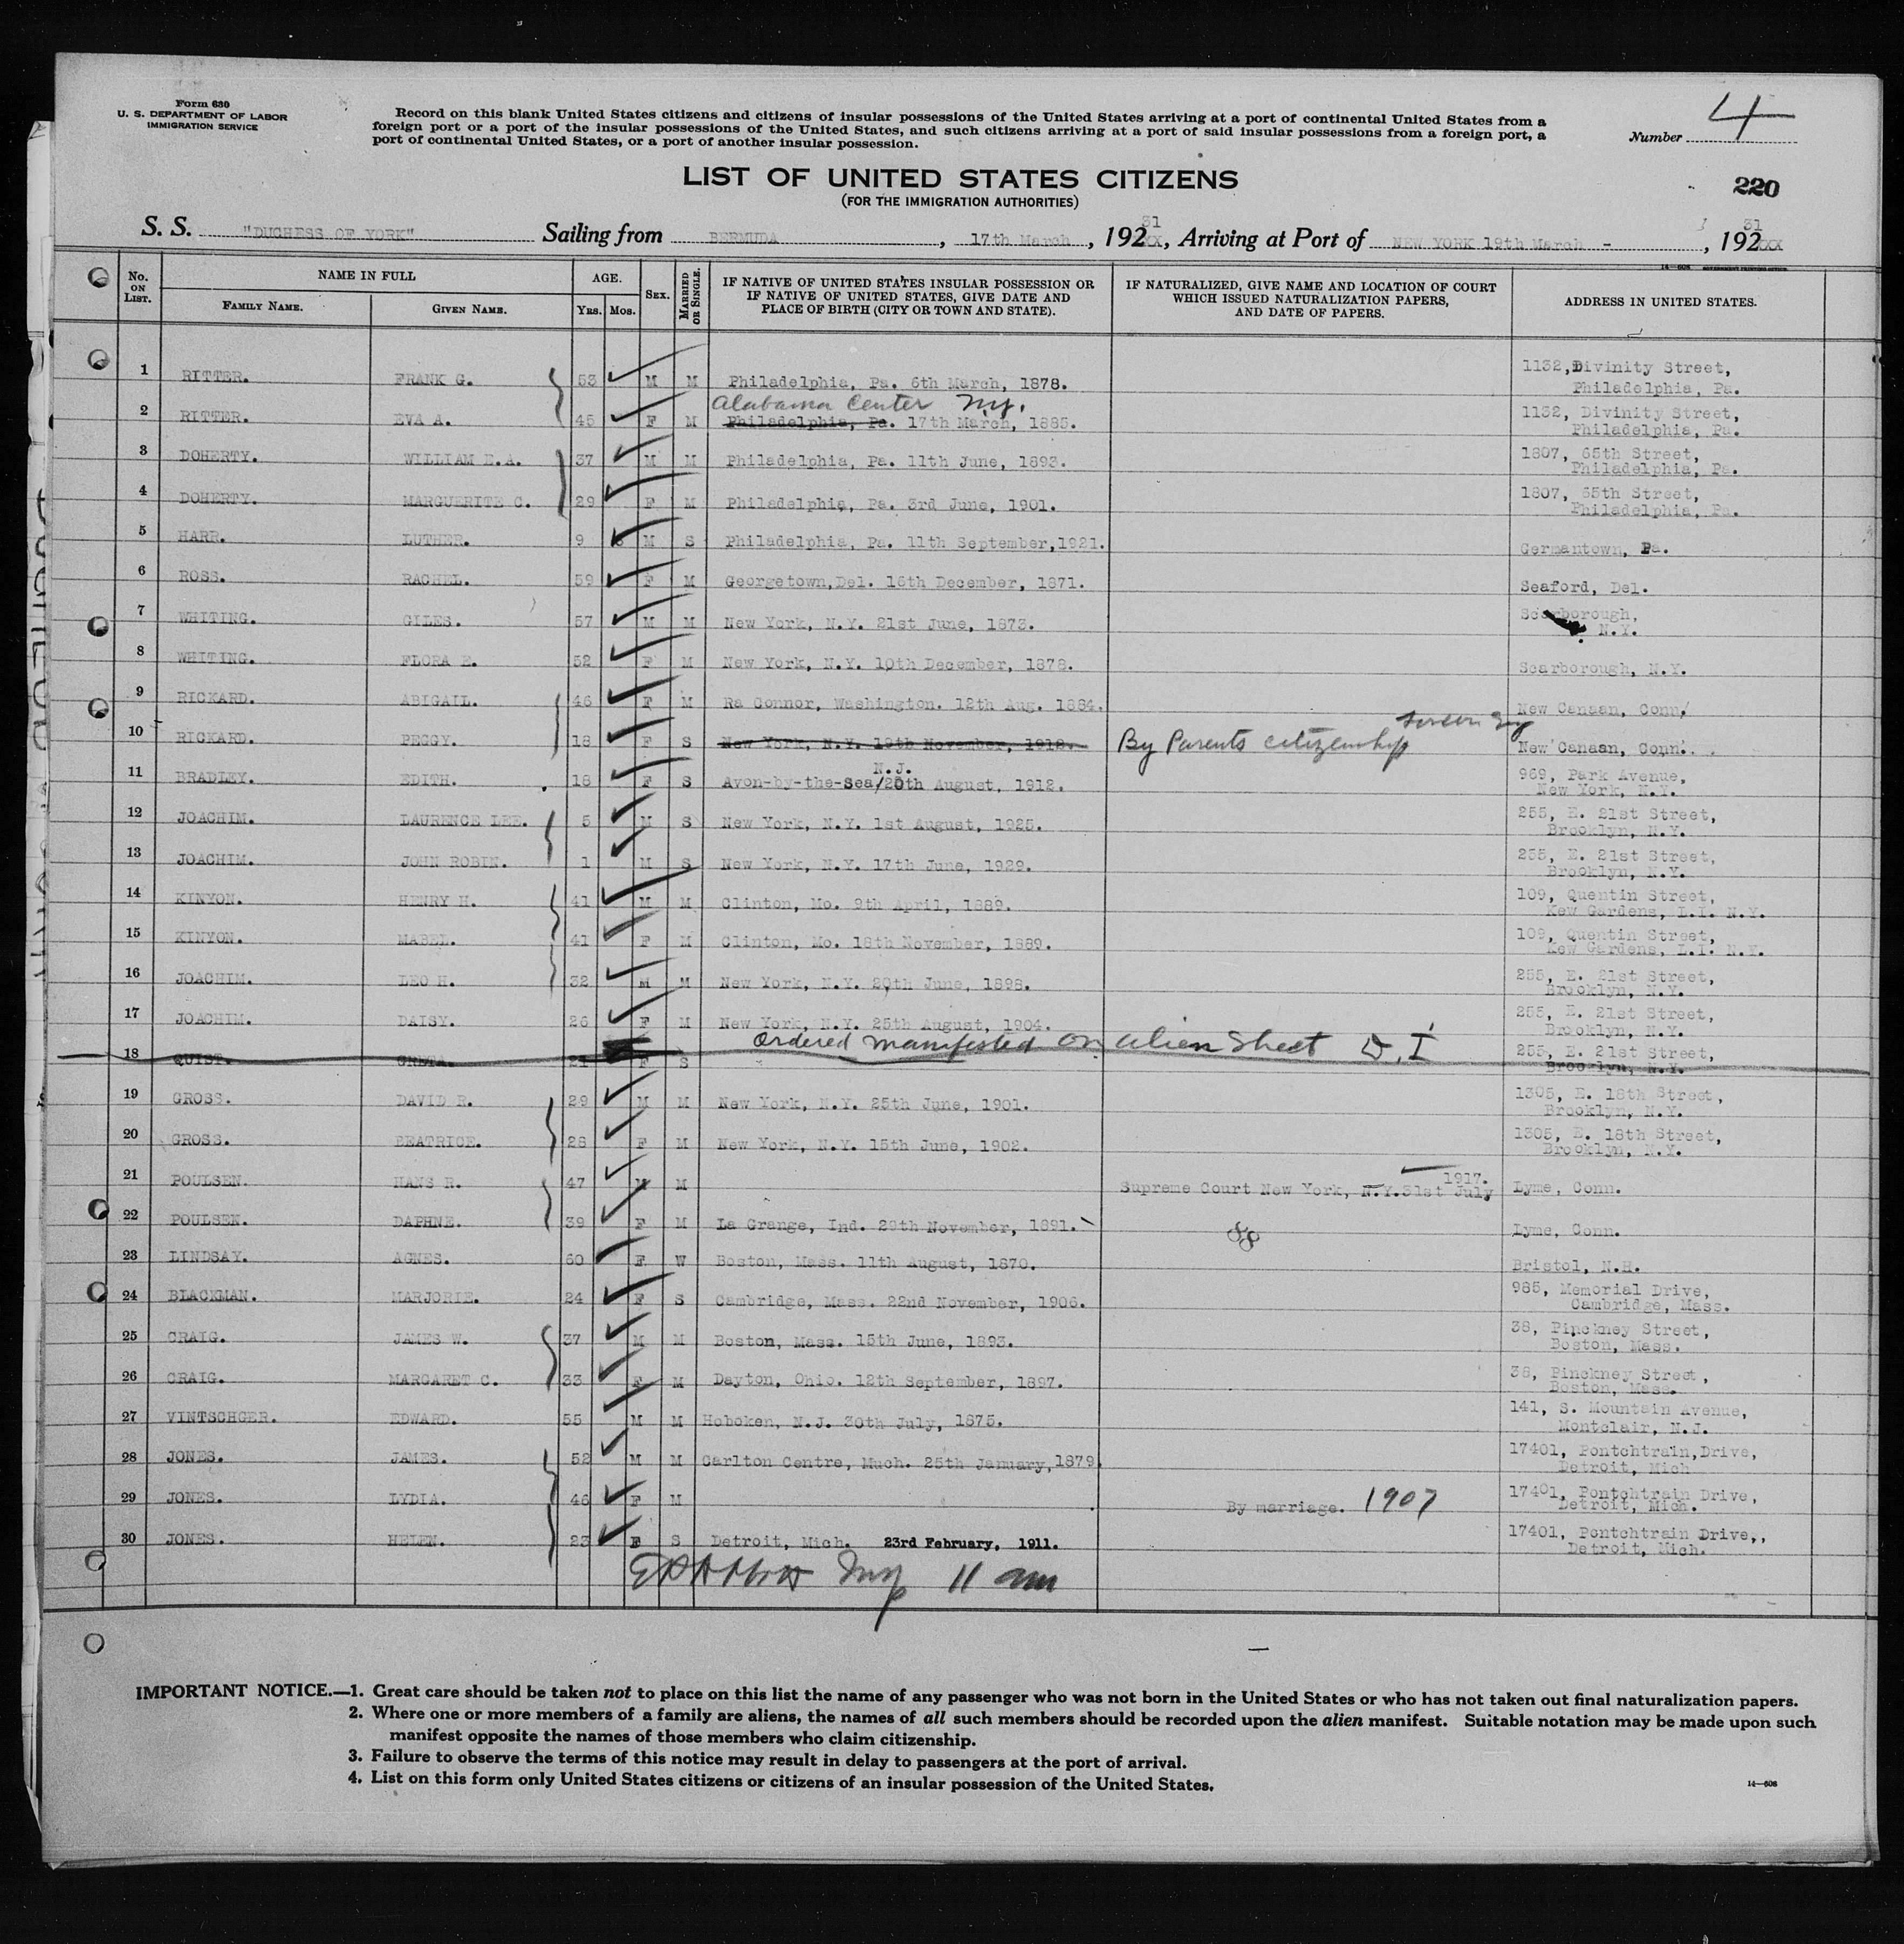 Form 630
U. S. DEPARTMENT OF LABOR
IMMIGRATION SERVICE
Record on this blank United States citizens and citizens of insular possessions of the United States arriving at a port of continental United States from a
foreign port or a port of the insular possessions of the United States, and such citizens arriving at a port of said insular possessions from a foreign port, a
port of continental United States, or a port of another insular possession.
Number 4
LIST OF UNITED STATES CITIZENS
(FOR THE IMMIGRATION AUTHORITIES)
220
S. S. "DUCHESS OF YORK" Sailing from BERMUDA, 17th March, 192XX 31, Arriving at Port of NEW YORK 19th March -, 192XXX 31
14-608 GOVERNMENT PRINTING OFFICE
No. ON LIST. NAME IN FULL FAMILY NAME. GIVEN NAME. AGE. YRS. MOS. SEX. MARRIED OR SINGLE. IF NATIVE OF UNITED STATES INSULAR POSSESSION OR IF NATIVE OF UNITED STATES, GIVE DATE AND PLACE OF BIRTH (CITY OR TOWN AND STATE). IF NATURALIZED, GIVE NAME AND LOCATION OF COURT WHICH ISSUED NATURALIZATION PAPERS, AND DATE OF PAPERS. ADDRESS IN UNITED STATES.
1 RITTER. FRANK G. 53 M M Philadelphia, Pa. 6th March, 1878. 1132, Divinity Street, Philadelphia, Pa.
Alabama Center N.Y.
2 RITTER. EVA A. 45 F M Philadelphia, Pa. 17th March, 1885. 1132, Divinity Street, Philadelphia, Pa.
3 DOHERTY. WILLIAM E.A. 37 M M Philadelphia, Pa. 11th June, 1893. 1807, 65th Street, Philadelphia, Pa.
4 DOHERTY. MARGUERITE C. 29 F M Philadelphia, Pa. 3rd June, 1901. 1807, 65th Street, Philadelphia, Pa.
5 HARR. LUTHER. 9 6 M S Philadelphia, Pa. 11th September, 1921. Germantown, Pa.
6 ROSS. RACHEL. 59 F M Georgetown, Del. 16th December, 1871. Seaford, Del.
7 WHITING. GILES. 57 M M New York, N.Y. 21st June, 1873. Scarborough, N.Y.
8 WHITING. FLORA E. 52 F M New York, N.Y. 10th December, 1878. Scarborough, N.Y.
9 RICKARD. ABIGAIL. 46 F M Ra Connor, Washington. 12th Aug. 1884. New Canaan, Conn.
10 RICKARD. PEGGY. 18 F S New York, N.Y. 19th November, 1912. By Parents citizenship New Canaan, Conn.
11 BRADLEY. EDITH. 18 F S Avon-by-the-Sea/ N.J. 20th August, 1912. 969, Park Avenue, New York, N.Y.
12 JOACHIM. LAURENCE LEE. 5 M S New York, N.Y. 1st August, 1925. 255, E. 21st Street, Brooklyn, N.Y.
13 JOACHIM. JOHN ROBIN. 1 M S New York, N.Y. 17th June, 1929. 255, E. 21st Street, Brooklyn, N.Y.
14 KINYON. HENRY H. 41 M M Clinton, Mo. 9th April, 1889. 109, Quentin Street, Kew Gardens, L.I. N.Y.
15 KINYON. MABEL. 41 F M Clinton, Mo. 18th November, 1889. 109, Quentin Street, Kew Gardens, L.I. N.Y.
16 JOACHIM. LEO H. 32 M M New York, N.Y. 20th June, 1898. 255, E. 21st Street, Brooklyn, N.Y.
17 JOACHIM. DAISY. 26 F M New York, N.Y. 25th August, 1904. 255, E. 21st Street, Brooklyn, N.Y.
Ordered manifested on alien sheet
18 QUIST. GRETA. 21 F S 255, E. 21st Street, Brooklyn, N.Y.
19 GROSS. DAVID R. 29 M M New York, N.Y. 25th June, 1901. 1305, E. 18th Street, Brooklyn, N.Y.
20 GROSS. BEATRICE. 28 F M New York, N.Y. 15th June, 1902. 1305, E. 18th Street, Brooklyn, N.Y.
21 POULSEN. HANS R. 47 M M Supreme Court New York, N.Y. 31st July 1917. Lyme, Conn.
22 POULSEN. DAPHNE. 39 F M La Grange, Ind. 29th November, 1891. Lyme, Conn.
23 LINDSAY. AGNES. 60 F W Boston, Mass. 11th August, 1870. Bristol, N.H.
24 BLACKMAN. MARJORIE. 24 F S Cambridge, Mass. 22nd November, 1906. 985, Memorial Drive, Cambridge, Mass.
25 CRAIG. JAMES W. 37 M M Boston, Mass. 15th June, 1893. 38, Pinckney Street, Boston, Mass.
26 CRAIG. MARGARET C. 33 F M Dayton, Ohio. 12th September, 1897. 38, Pinckney Street, Boston, Mass.
27 VINTSCHGER. EDWARD. 55 M M Hoboken, N.J. 30th July, 1875. 141, S. Mountain Avenue, Montclair, N.J.
28 JONES. JAMES. 52 M M Carlton Centre, Much. 25th January, 1879. 17401, Pontchtrain, Drive, Detroit, Mich
29 JONES. LYDIA. 46 F M By marriage. 1907 17401, Pontchtrain Drive, Detroit, Mich.
30 JONES. HELEN. 23 F S Detroit, Mich. 23rd February, 1911. 17401, Pontchtrain Drive,, Detroit, Mich.
11 am
IMPORTANT NOTICE.—1. Great care should be taken not to place on this list the name of any passenger who was not born in the United States or who has not taken out final naturalization papers.
2. Where one or more members of a family are aliens, the names of all such members should be recorded upon the alien manifest. Suitable notation may be made upon such
manifest opposite the names of those members who claim citizenship.
3. Failure to observe the terms of this notice may result in delay to passengers at the port of arrival.
4. List on this form only United States citizens or citizens of an insular possession of the United States.
14-608